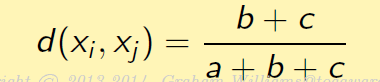 d(xᵢ, xⱼ) = (b + c) / (a + b + c)